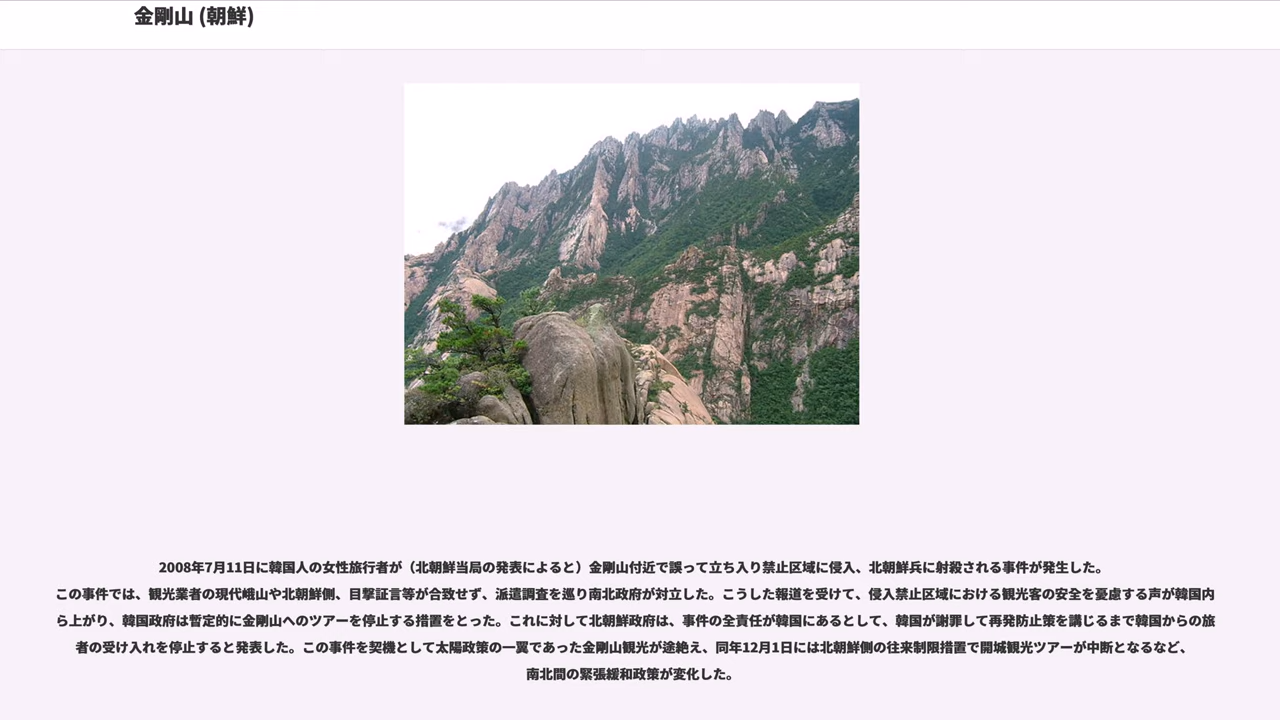 金剛山 (朝鮮)
2008年7月11日に韓国人の女性旅行者が（北朝鮮当局の発表によると）金剛山付近で誤って立ち入り禁止区域に侵入、北朝鮮兵に射殺される事件が発生した。
この事件では、観光業者の現代峨山や北朝鮮側、目撃証言等が合致せず、派遣調査を巡り南北政府が対立した。こうした報道を受けて、侵入禁止区域における観光客の安全を憂慮する声が韓国内
ら上がり、韓国政府は暫定的に金剛山へのツアーを停止する措置をとった。これに対して北朝鮮政府は、事件の全責任が韓国にあるとして、韓国が謝罪して再発防止策を講じるまで韓国からの旅
者の受け入れを停止すると発表した。この事件を契機として太陽政策の一翼であった金剛山観光が途絶え、同年12月1日には北朝鮮側の往来制限措置で開城観光ツアーが中断となるなど、
南北間の緊張緩和政策が変化した。